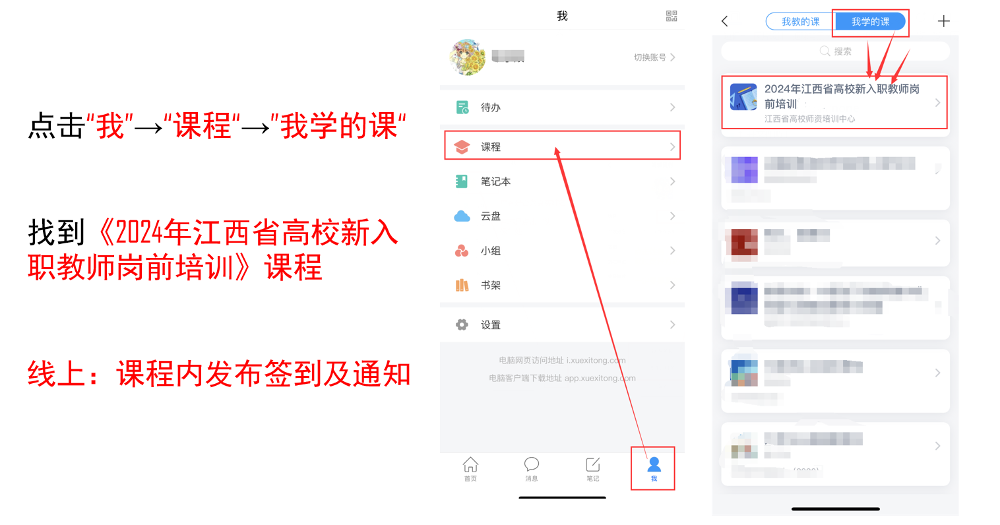 点击“我”→“课程“→”我学的课“
找到《2024年江西省高校新入
职教师岗前培训》课程
线上：课程内发布签到及通知
我
切换账号
待办
课程
笔记本
云盘
小组
书架
设置
电脑网页访问地址 i.xuexitong.com
电脑客户端下载地址 app.xuexitong.com
首页
消息
笔记
我
我教的课
我学的课
搜索
2024年江西省高校新入职教师岗
前培训
江西省高校师资培训中心